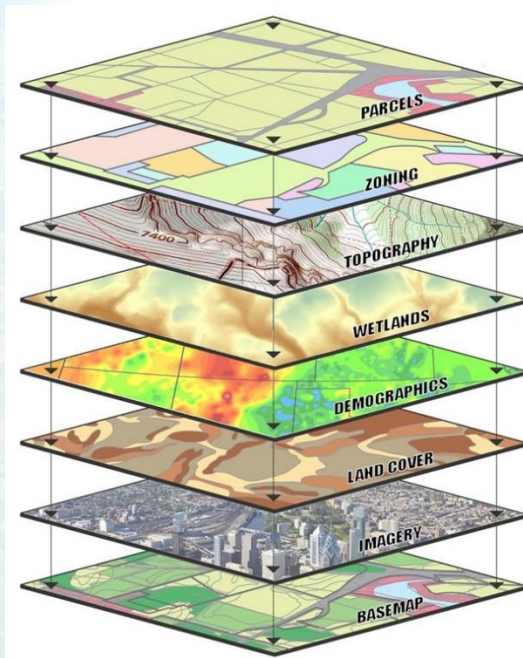 PARCELS
ZONING
7400
TOPOGRAPHY
WETLANDS
DEMOGRAPHICS
LAND COVER
IMAGERY
BASEMAP